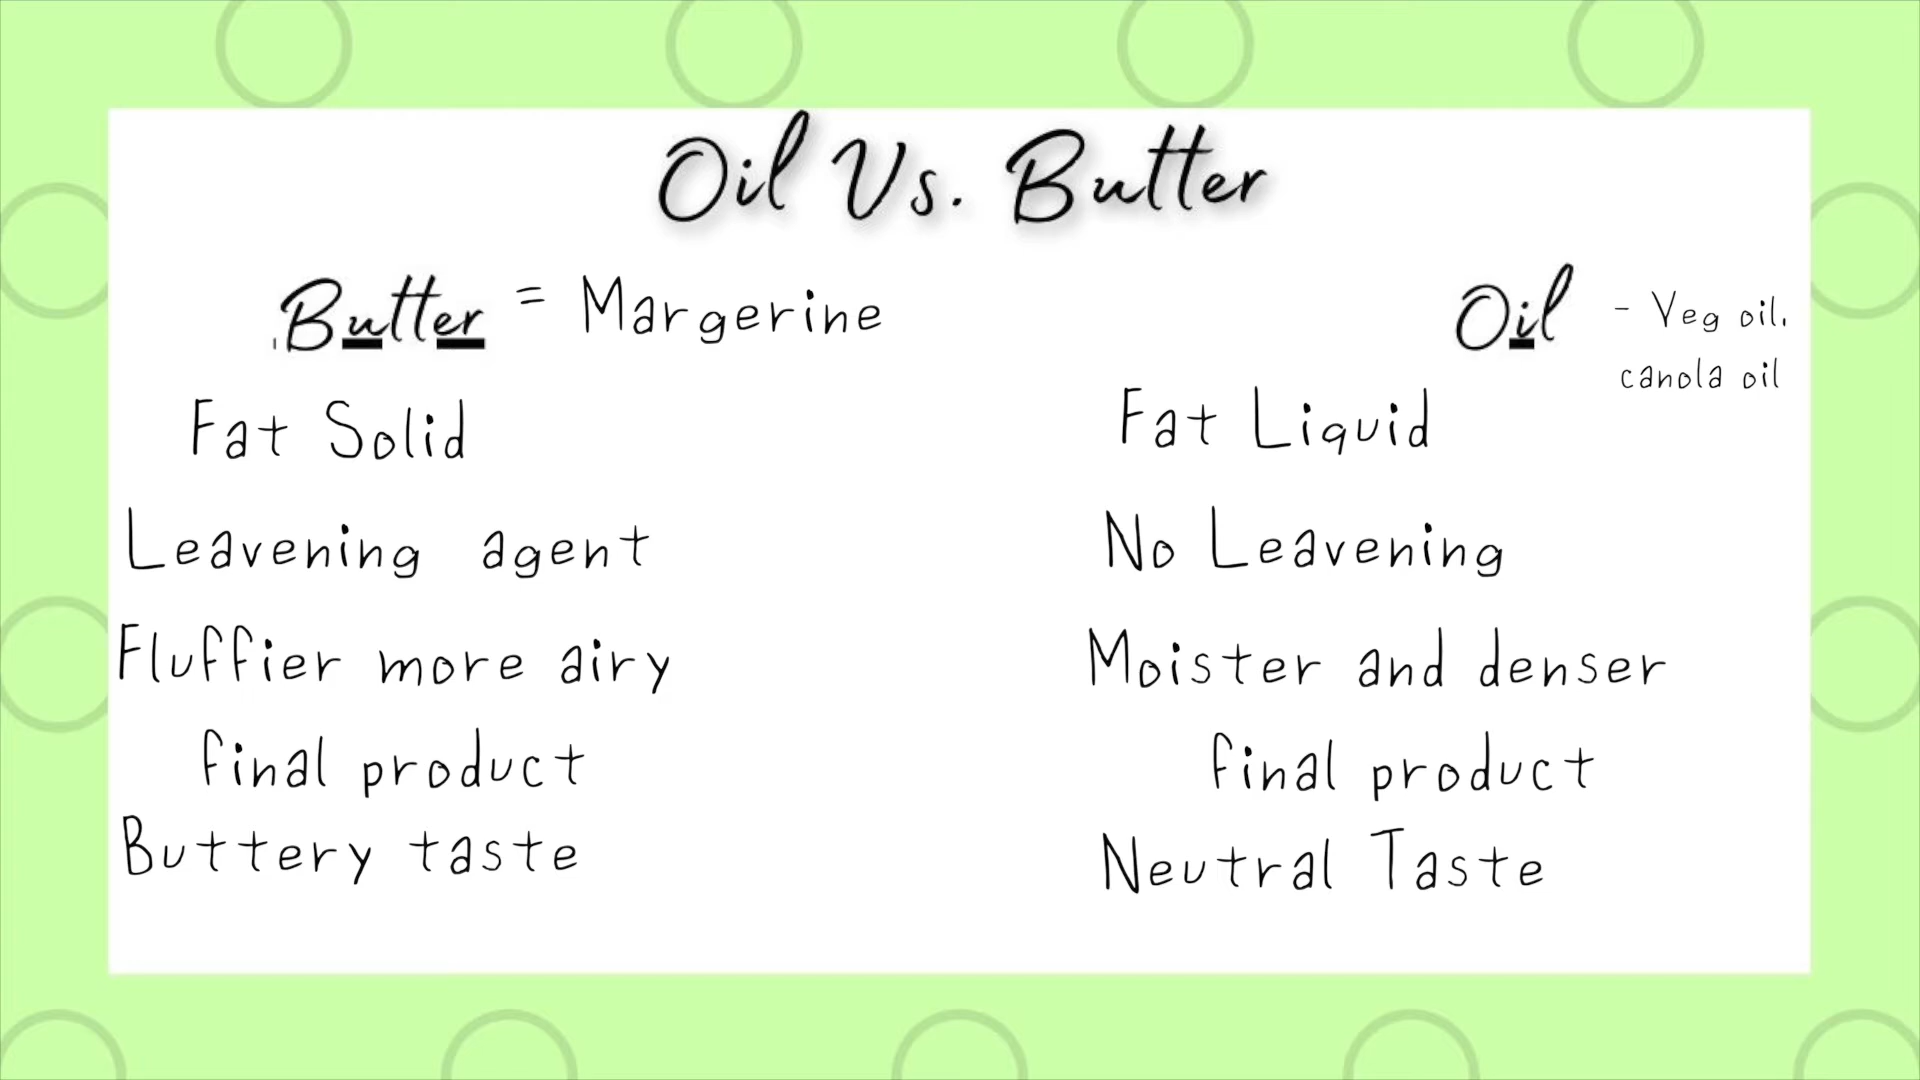 Oil Vs. Butter
Butter = Margerine
Fat Solid
Leavening agent
Fluffier more airy
final product
Buttery taste
Oil - Veg oil,
canola oil
Fat Liquid
No Leavening
Moister and denser
final product
Neutral Taste